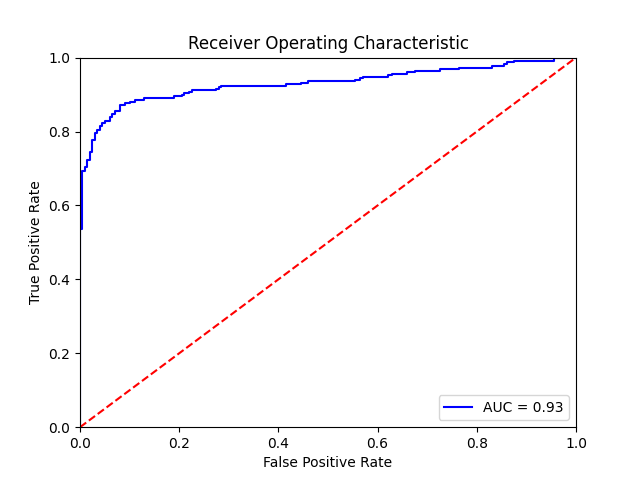 Receiver Operating Characteristic
True Positive Rate
1.0
0.8
0.6
0.4
0.2
0.0
AUC = 0.93
0.0 0.2 0.4 0.6 0.8 1.0
False Positive Rate